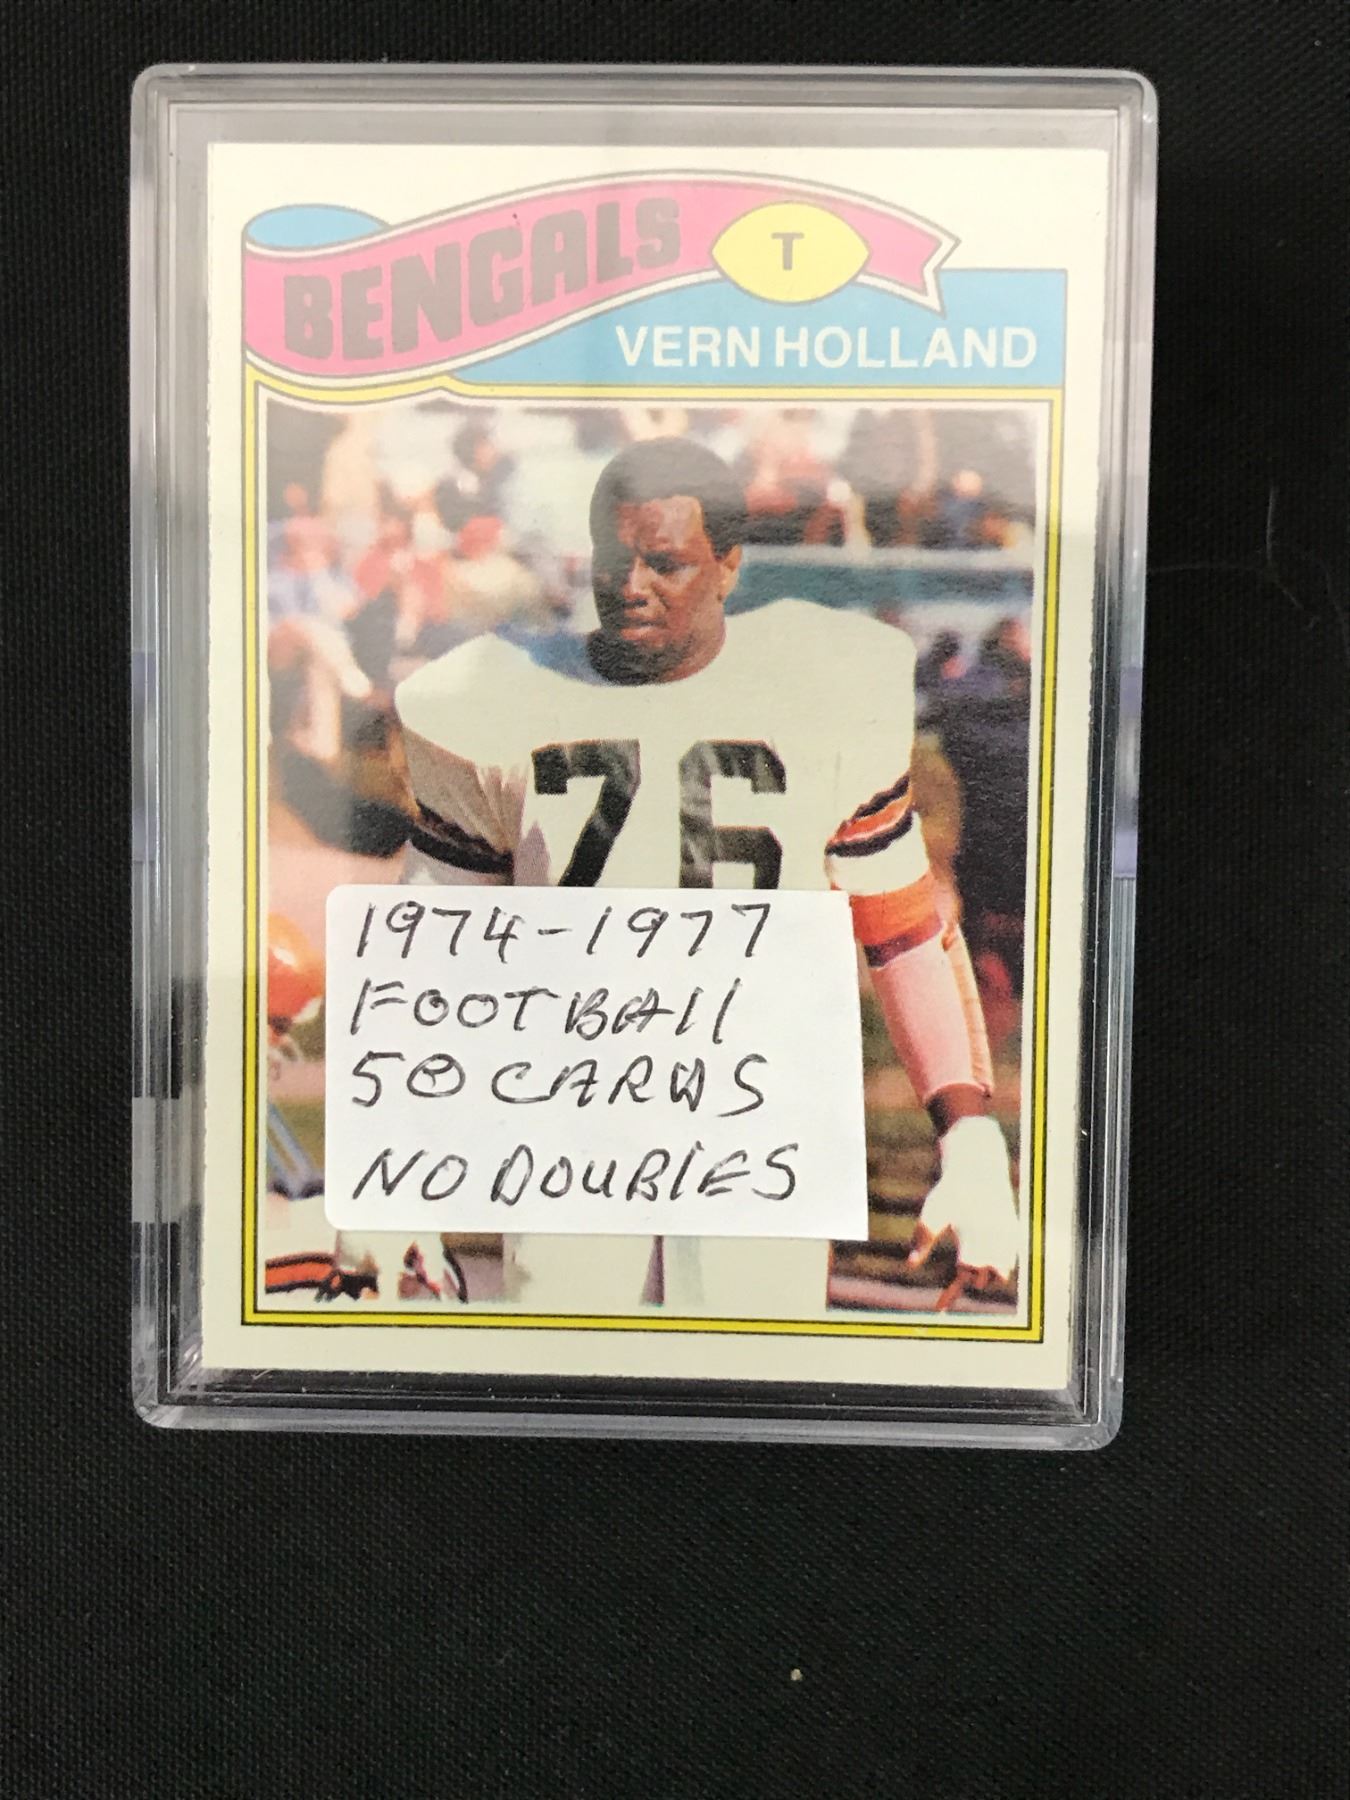 BENGALS T
VERN HOLLAND
76
1974-1977
FOOTBAll
50 CARDS
NO DOUBlES